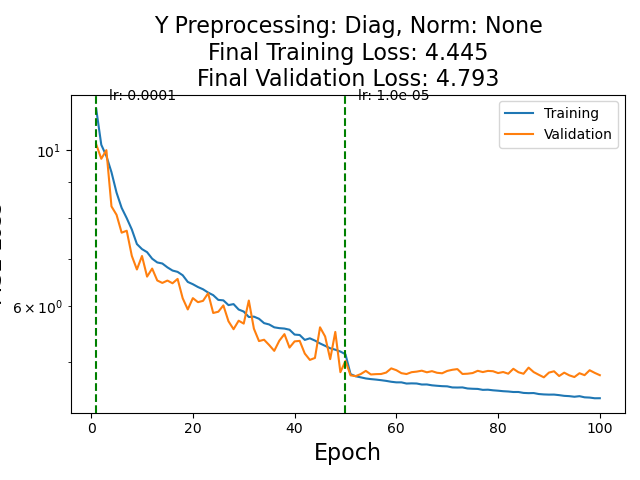 Y Preprocessing: Diag, Norm: None
Final Training Loss: 4.445
Final Validation Loss: 4.793
lr: 0.0001
lr: 1.0e-05
Training
Validation
10¹
6 × 10⁰
0 20 40 60 80 100
Epoch